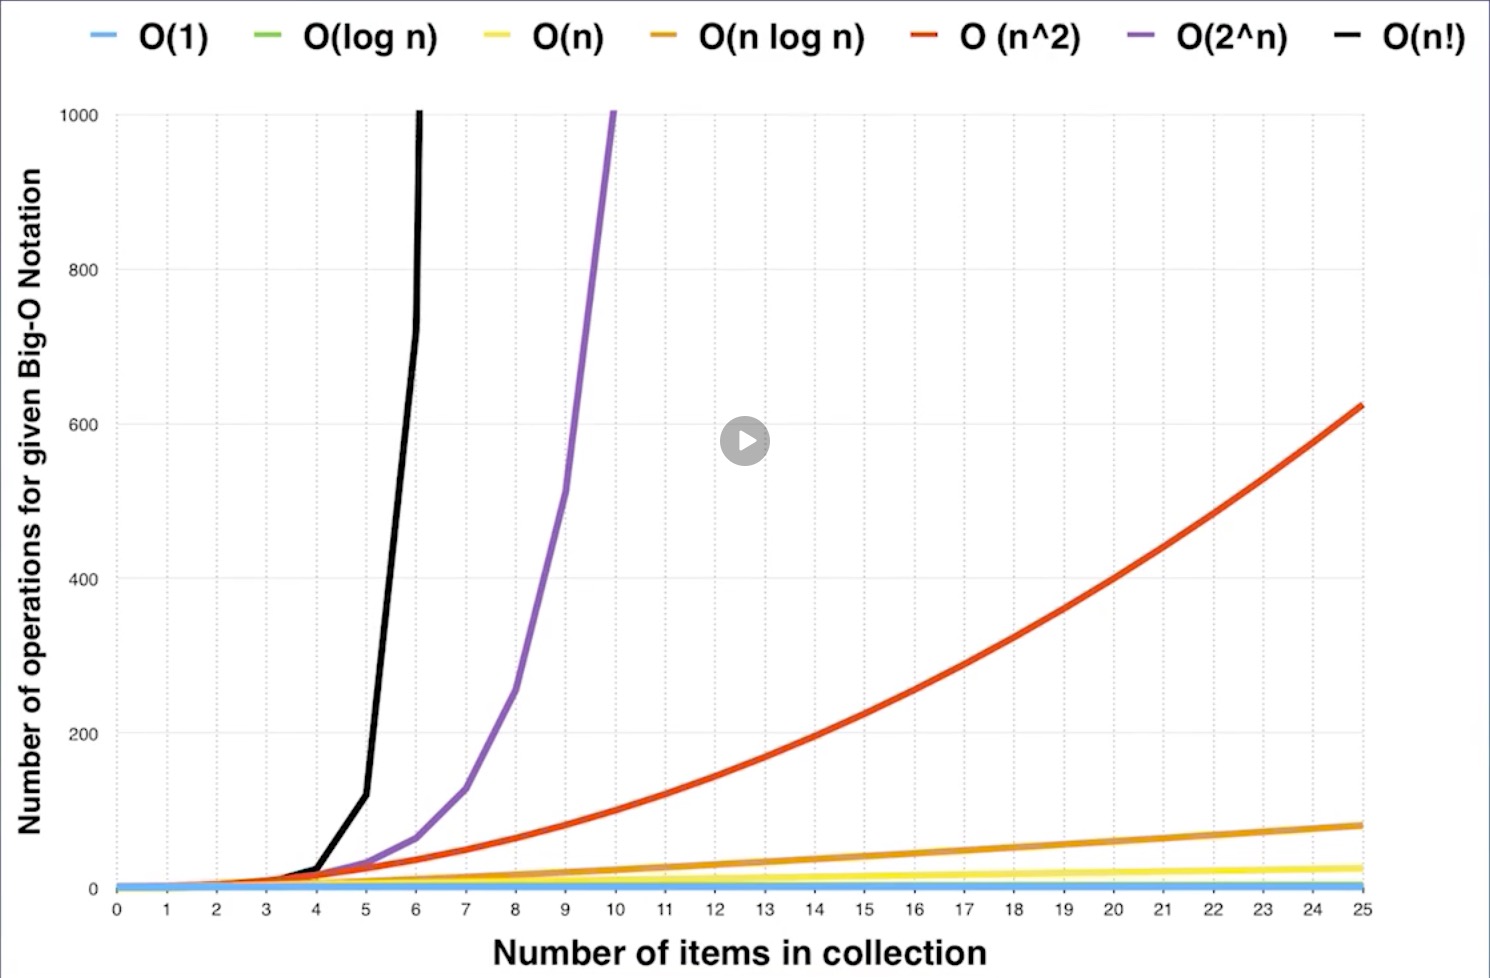 O(1) O(log n) O(n) O(n log n) O (n^2) O(2^n) O(n!)
Number of operations for given Big-O Notation
1000
800
600
400
200
0
0 1 2 3 4 5 6 7 8 9 10 11 12 13 14 15 16 17 18 19 20 21 22 23 24 25
Number of items in collection